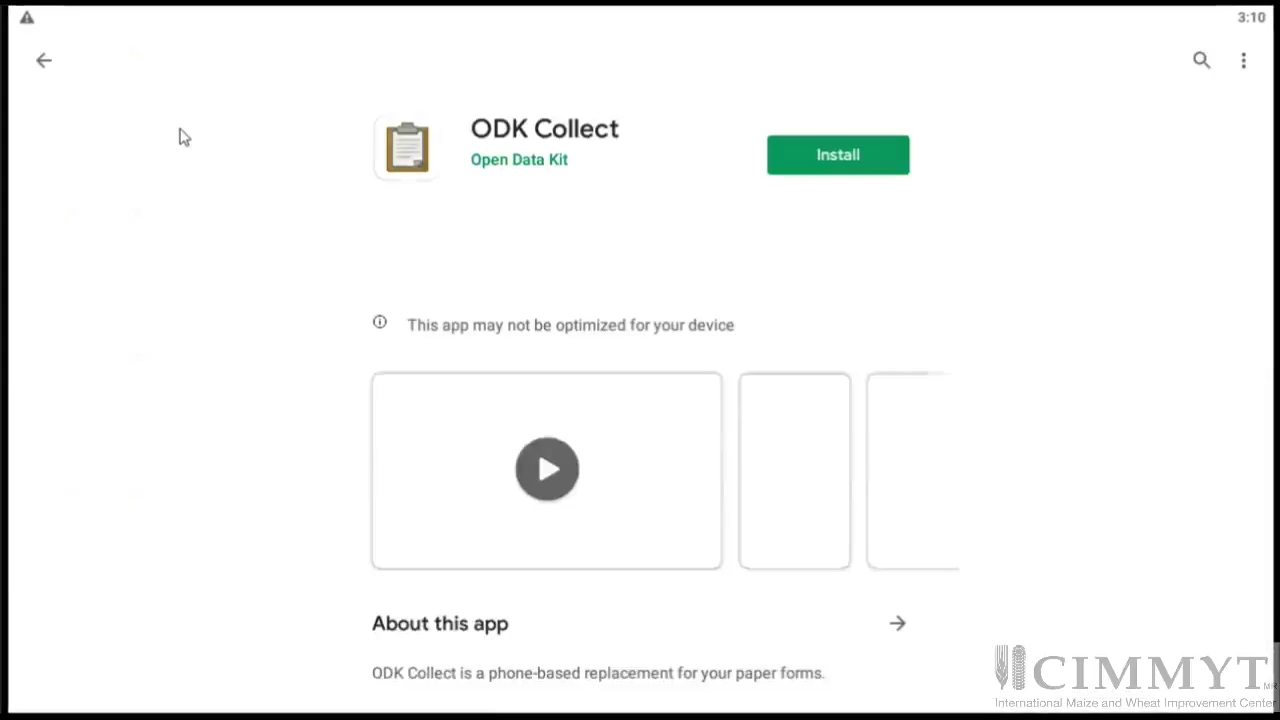 3:10
ODK Collect
Open Data Kit
Install
This app may not be optimized for your device
About this app
ODK Collect is a phone-based replacement for your paper forms.
CIMMYT
International Maize and Wheat Improvement Center